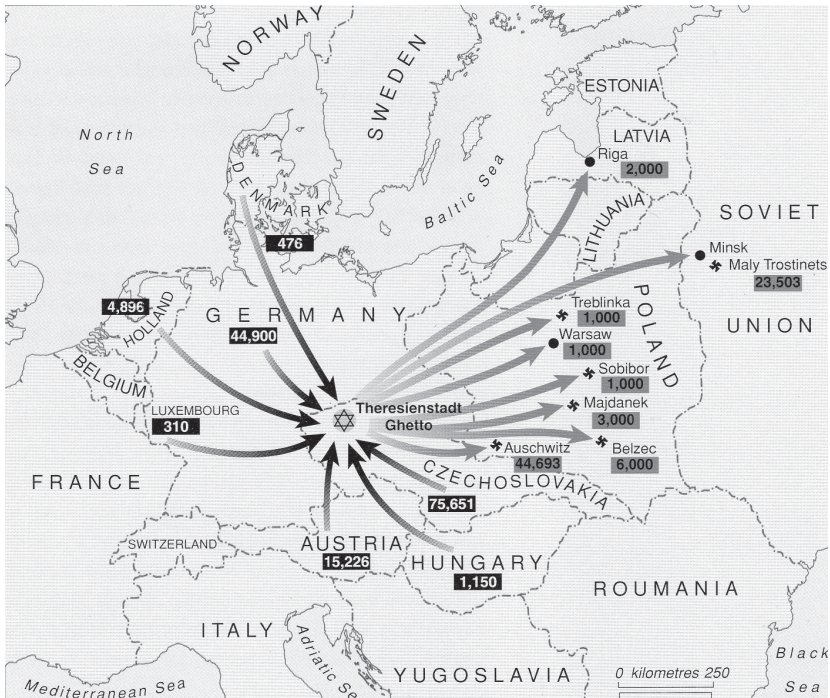 NORWAY
SWEDEN
ESTONIA
North
Sea
LATVIA
Riga
2,000
DENMARK
Baltic Sea
LITHUANIA
SOVIET
476
Minsk
Maly Trostinets
23,503
4,896
HOLLAND
GERMANY
44,900
Treblinka
1,000
POLAND
UNION
Warsaw
1,000
BELGIUM
Sobibor
1,000
LUXEMBOURG
310
Theresienstadt
Ghetto
Majdanek
3,000
Auschwitz
44,693
Belzec
6,000
FRANCE
CZECHOSLOVAKIA
75,651
SWITZERLAND
AUSTRIA
15,226
HUNGARY
1,150
ROUMANIA
ITALY
Adriatic Se
YUGOSLAVIA
0 kilometres 250
Black
Sea
Mediterranean Sea